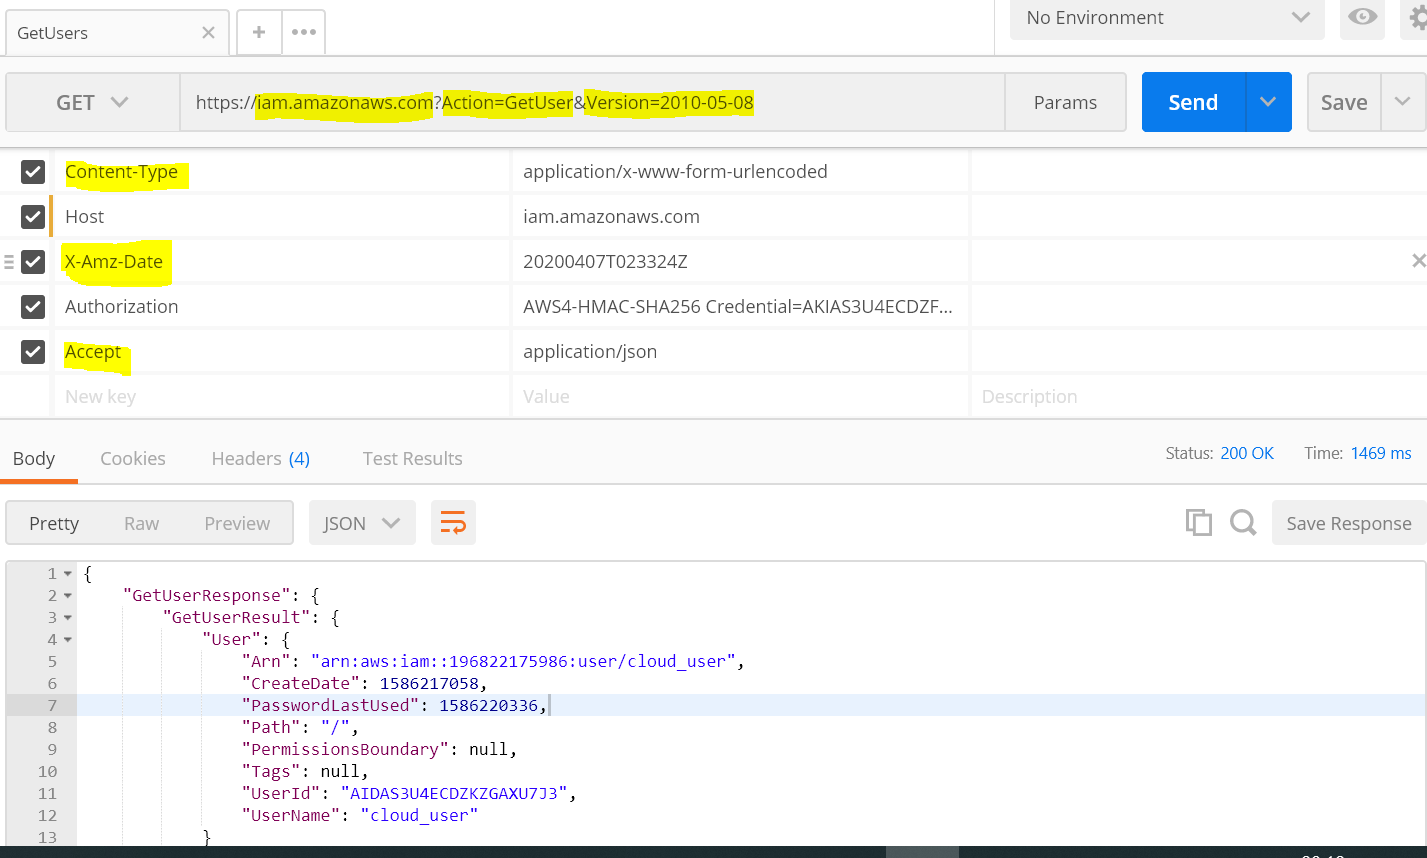 GetUsers
No Environment
GET https://iam.amazonaws.com?Action=GetUser&Version=2010-05-08 Params Send Save
Content-Type application/x-www-form-urlencoded
Host iam.amazonaws.com
X-Amz-Date 20200407T023324Z
Authorization AWS4-HMAC-SHA256 Credential=AKIAS3U4ECDZF...
Accept application/json
New key Value Description
Body Cookies Headers (4) Test Results Status: 200 OK Time: 1469 ms
Pretty Raw Preview JSON Save Response
1 {
2 "GetUserResponse": {
3 "GetUserResult": {
4 "User": {
5 "Arn": "arn:aws:iam::196822175986:user/cloud_user",
6 "CreateDate": 1586217058,
7 "PasswordLastUsed": 1586220336,
8 "Path": "/",
9 "PermissionsBoundary": null,
10 "Tags": null,
11 "UserId": "AIDAS3U4ECDZKZGAXU7J3",
12 "UserName": "cloud_user"
13 }